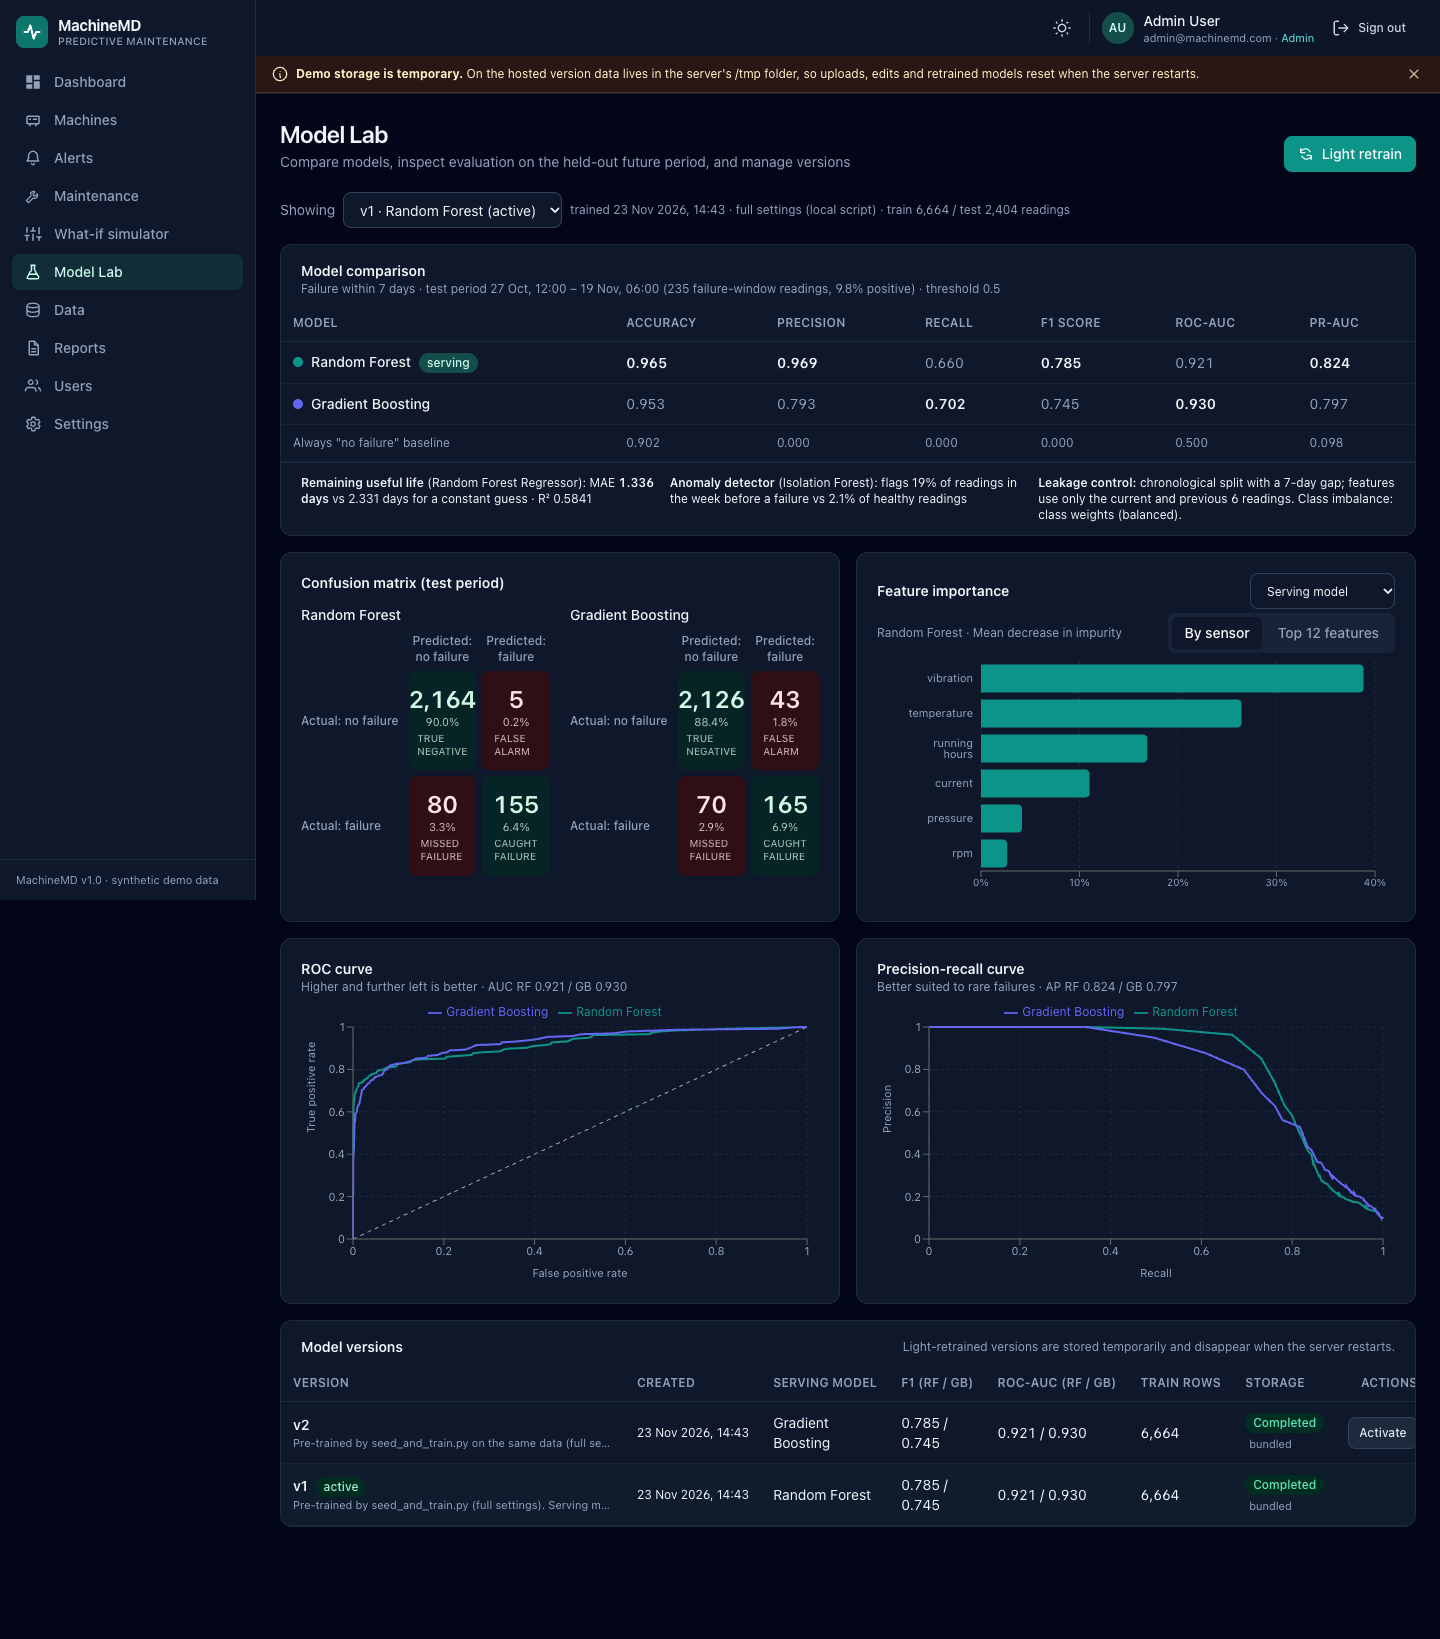 MachineMD
PREDICTIVE MAINTENANCE
Dashboard
Machines
Alerts
Maintenance
What-if simulator
Model Lab
Data
Reports
Users
Settings
MachineMD v1.0 · synthetic demo data
AU
Admin User
admin@machinemd.com · Admin
Sign out
Demo storage is temporary. On the hosted version data lives in the server's /tmp folder, so uploads, edits and retrained models reset when the server restarts.
Model Lab
Compare models, inspect evaluation on the held-out future period, and manage versions
Light retrain
Showing v1 · Random Forest (active) trained 23 Nov 2026, 14:43 · full settings (local script) · train 6,664 / test 2,404 readings
Model comparison
Failure within 7 days · test period 27 Oct, 12:00 – 19 Nov, 06:00 (235 failure-window readings, 9.8% positive) · threshold 0.5
MODEL ACCURACY PRECISION RECALL F1 SCORE ROC-AUC PR-AUC
Random Forest serving 0.965 0.969 0.660 0.785 0.921 0.824
Gradient Boosting 0.953 0.793 0.702 0.745 0.930 0.797
Always "no failure" baseline 0.902 0.000 0.000 0.000 0.500 0.098
Remaining useful life (Random Forest Regressor): MAE 1.336
days vs 2.331 days for a constant guess · R² 0.5841
Anomaly detector (Isolation Forest): flags 19% of readings in
the week before a failure vs 2.1% of healthy readings
Leakage control: chronological split with a 7-day gap; features
use only the current and previous 6 readings. Class imbalance:
class weights (balanced).
Confusion matrix (test period)
Random Forest
Predicted: no failure
Predicted: failure
Actual: no failure
2,164
90.0%
TRUE
NEGATIVE
5
0.2%
FALSE
ALARM
Actual: failure
80
3.3%
MISSED
FAILURE
155
6.4%
CAUGHT
FAILURE
Gradient Boosting
Predicted: no failure
Predicted: failure
Actual: no failure
2,126
88.4%
TRUE
NEGATIVE
43
1.8%
FALSE
ALARM
Actual: failure
70
2.9%
MISSED
FAILURE
165
6.9%
CAUGHT
FAILURE
Feature importance
Serving model
Random Forest · Mean decrease in impurity
By sensor
Top 12 features
vibration
temperature
running
hours
current
pressure
rpm
0% 10% 20% 30% 40%
ROC curve
Higher and further left is better · AUC RF 0.921 / GB 0.930
Gradient Boosting Random Forest
True positive rate
1
0.8
0.6
0.4
0.2
0
0 0.2 0.4 0.6 0.8 1
False positive rate
Precision-recall curve
Better suited to rare failures · AP RF 0.824 / GB 0.797
Gradient Boosting Random Forest
Precision
1
0.8
0.6
0.4
0.2
0
0 0.2 0.4 0.6 0.8 1
Recall
Model versions
Light-retrained versions are stored temporarily and disappear when the server restarts.
VERSION CREATED SERVING MODEL F1 (RF / GB) ROC-AUC (RF / GB) TRAIN ROWS STORAGE ACTIONS
v2
Pre-trained by seed_and_train.py on the same data (full se...
23 Nov 2026, 14:43
Gradient
Boosting
0.785 /
0.745
0.921 / 0.930
6,664
Completed
bundled
Activate
v1 active
Pre-trained by seed_and_train.py (full settings). Serving m...
23 Nov 2026, 14:43
Random Forest
0.785 /
0.745
0.921 / 0.930
6,664
Completed
bundled